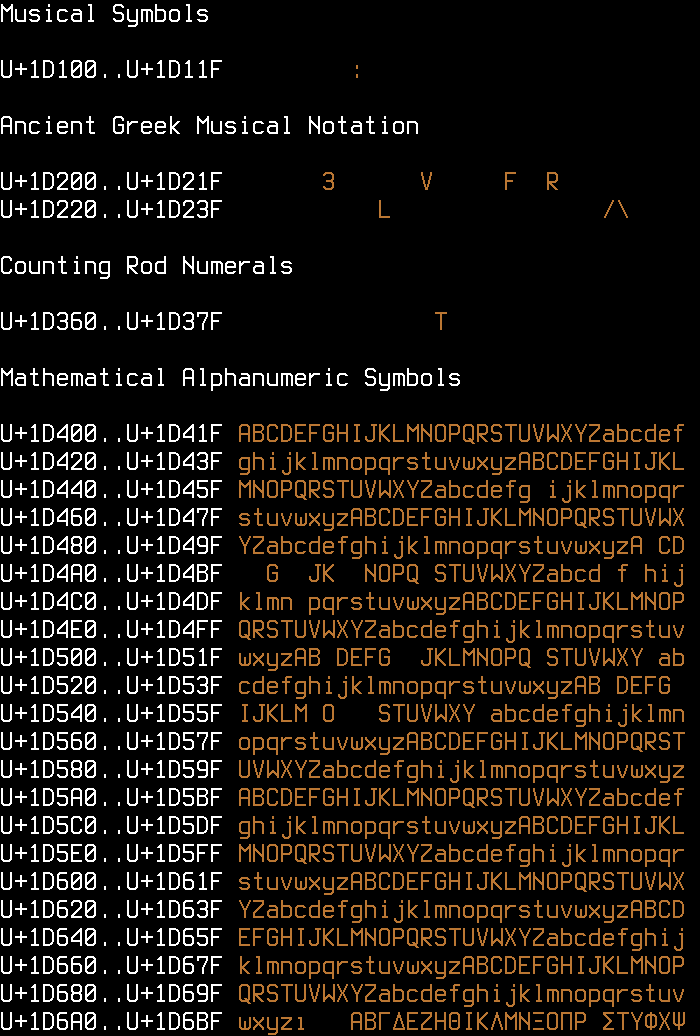 Musical Symbols
U+1D100..U+1D11F         :
Ancient Greek Musical Notation
U+1D200..U+1D21F       3      V     F  R
U+1D220..U+1D23F           L               /\
Counting Rod Numerals
U+1D360..U+1D37F               T
Mathematical Alphanumeric Symbols
U+1D400..U+1D41F ABCDEFGHIJKLMNOPQRSTUVWXYZabcdef
U+1D420..U+1D43F ghijklmnopqrstuvwxyzABCDEFGHIJKL
U+1D440..U+1D45F MNOPQRSTUVWXYZabcdefg ijklmnopqr
U+1D460..U+1D47F stuvwxyzABCDEFGHIJKLMNOPQRSTUVWX
U+1D480..U+1D49F YZabcdefghijklmnopqrstuvwxyzA CD
U+1D4A0..U+1D4BF   G  JK  NOPQ STUVWXYZabcd f hij
U+1D4C0..U+1D4DF klmn pqrstuvwxyzABCDEFGHIJKLMNOP
U+1D4E0..U+1D4FF QRSTUVWXYZabcdefghijklmnopqrstuv
U+1D500..U+1D51F wxyzAB DEFG  JKLMNOPQ STUVWXY ab
U+1D520..U+1D53F cdefghijklmnopqrstuvwxyzAB DEFG
U+1D540..U+1D55F IJKLM O   STUVWXY abcdefghijklmn
U+1D560..U+1D57F opqrstuvwxyzABCDEFGHIJKLMNOPQRST
U+1D580..U+1D59F UVWXYZabcdefghijklmnopqrstuvwxyz
U+1D5A0..U+1D5BF ABCDEFGHIJKLMNOPQRSTUVWXYZabcdef
U+1D5C0..U+1D5DF ghijklmnopqrstuvwxyzABCDEFGHIJKL
U+1D5E0..U+1D5FF MNOPQRSTUVWXYZabcdefghijklmnopqr
U+1D600..U+1D61F stuvwxyzABCDEFGHIJKLMNOPQRSTUVWX
U+1D620..U+1D63F YZabcdefghijklmnopqrstuvwxyzABCD
U+1D640..U+1D65F EFGHIJKLMNOPQRSTUVWXYZabcdefghij
U+1D660..U+1D67F klmnopqrstuvwxyzABCDEFGHIJKLMNOP
U+1D680..U+1D69F QRSTUVWXYZabcdefghijklmnopqrstuv
U+1D6A0..U+1D6BF wxyzı   ΑΒΓΔΕΖΗΘΙΚΛΜΝΞΟΠΡ ΣΤΥΦΧΨ